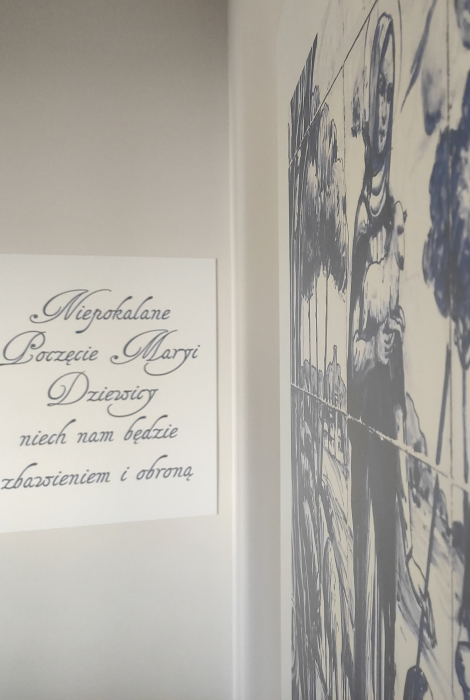 Niepokalane
Poczęcie Maryi
Dziewicy
niech nam będzie
zbawieniem i obroną